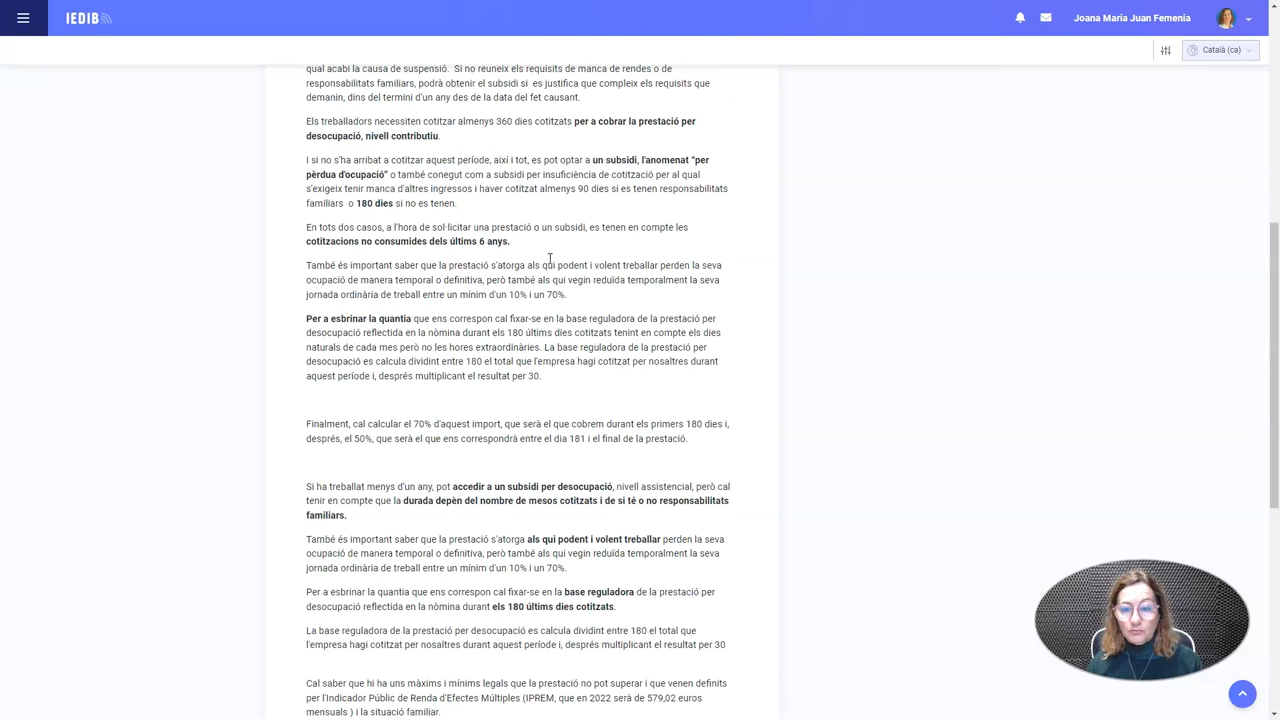 IEDIB
Joana Maria Juan Femenia
Català (ca)
qual acabi la causa de suspensió.  Si no reuneix els requisits de manca de rendes o de
responsabilitats familiars, podrà obtenir el subsidi si  es justifica que compleix els requisits que
demanin, dins del termini d'un any des de la data del fet causant.
Els treballadors necessiten cotitzar almenys 360 dies cotitzats per a cobrar la prestació per
desocupació, nivell contributiu.
I si no s'ha arribat a cotitzar aquest període, així i tot, es pot optar a un subsidi, l'anomenat “per
pèrdua d'ocupació” o també conegut com a subsidi per insuficiència de cotització per al qual
s'exigeix tenir manca d'altres ingressos i haver cotitzat almenys 90 dies si es tenen responsabilitats
familiars  o 180 dies si no es tenen.
En tots dos casos, a l'hora de sol·licitar una prestació o un subsidi, es tenen en compte les
cotitzacions no consumides dels últims 6 anys.
També és important saber que la prestació s'atorga als qui podent i volent treballar perden la seva
ocupació de manera temporal o definitiva, però també als qui vegin reduïda temporalment la seva
jornada ordinària de treball entre un mínim d'un 10% i un 70%.
Per a esbrinar la quantia que ens correspon cal fixar-se en la base reguladora de la prestació per
desocupació reflectida en la nòmina durant els 180 últims dies cotitzats tenint en compte els dies
naturals de cada mes però no les hores extraordinàries. La base reguladora de la prestació per
desocupació es calcula dividint entre 180 el total que l'empresa hagi cotitzat per nosaltres durant
aquest període i, després multiplicant el resultat per 30.
Finalment, cal calcular el 70% d'aquest import, que serà el que cobrem durant els primers 180 dies i,
després, el 50%, que serà el que ens correspondrà entre el dia 181 i el final de la prestació.
Si ha treballat menys d'un any, pot accedir a un subsidi per desocupació, nivell assistencial, però cal
tenir en compte que la durada depèn del nombre de mesos cotitzats i de si té o no responsabilitats
familiars.
També és important saber que la prestació s'atorga als qui podent i volent treballar perden la seva
ocupació de manera temporal o definitiva, però també als qui vegin reduïda temporalment la seva
jornada ordinària de treball entre un mínim d'un 10% i un 70%.
Per a esbrinar la quantia que ens correspon cal fixar-se en la base reguladora de la prestació per
desocupació reflectida en la nòmina durant els 180 últims dies cotitzats.
La base reguladora de la prestació per desocupació es calcula dividint entre 180 el total que
l'empresa hagi cotitzat per nosaltres durant aquest període i, després multiplicant el resultat per 30
Cal saber que hi ha uns màxims i mínims legals que la prestació no pot superar i que venen definits
per l'Indicador Públic de Renda d'Efectes Múltiples (IPREM, que en 2022 serà de 579,02 euros
mensuals ) i la situació familiar.